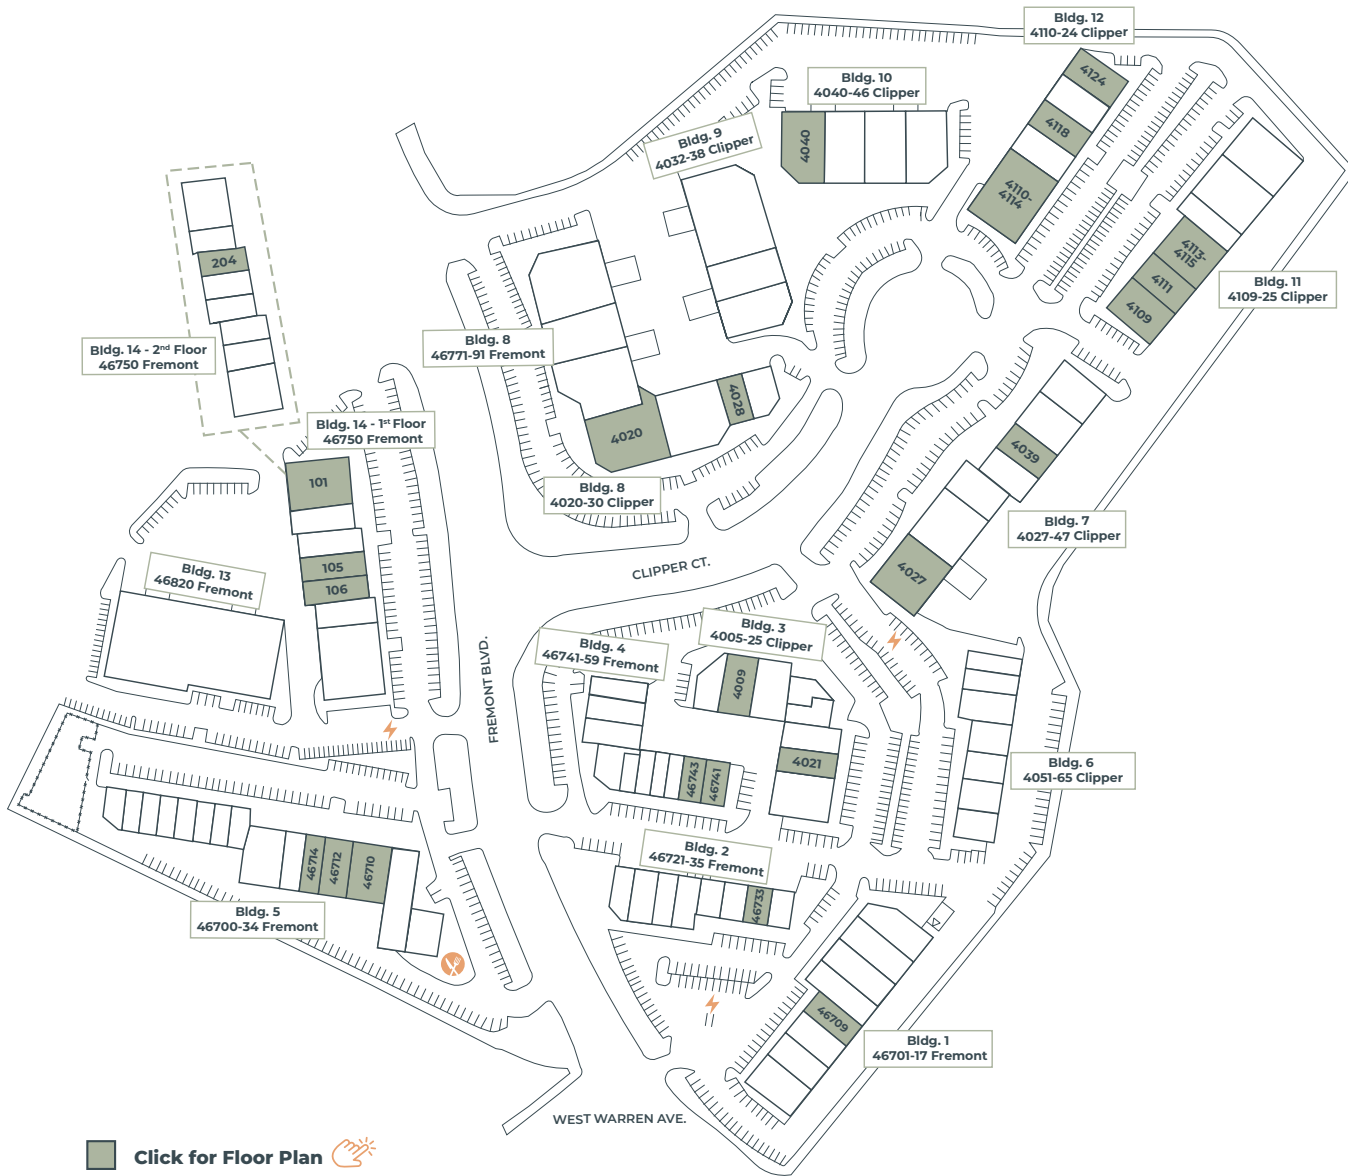 Bldg. 12
4110-24 Clipper
4124
4118
4110-
4114
Bldg. 10
4040-46 Clipper
4040
Bldg. 9
4032-38 Clipper
4113-
4115
4111
4109
Bldg. 11
4109-25 Clipper
204
Bldg. 14 - 2nd Floor
46750 Fremont
Bldg. 8
46771-91 Fremont
4028
4020
Bldg. 8
4020-30 Clipper
Bldg. 14 - 1st Floor
46750 Fremont
101
105
106
4039
4027
Bldg. 7
4027-47 Clipper
CLIPPER CT.
Bldg. 13
46820 Fremont
FREMONT BLVD.
Bldg. 3
4005-25 Clipper
4009
4021
Bldg. 4
46741-59 Fremont
46743
46741
Bldg. 6
4051-65 Clipper
Bldg. 2
46721-35 Fremont
46733
46714
46712
46710
Bldg. 5
46700-34 Fremont
46709
Bldg. 1
46701-17 Fremont
WEST WARREN AVE.
Click for Floor Plan